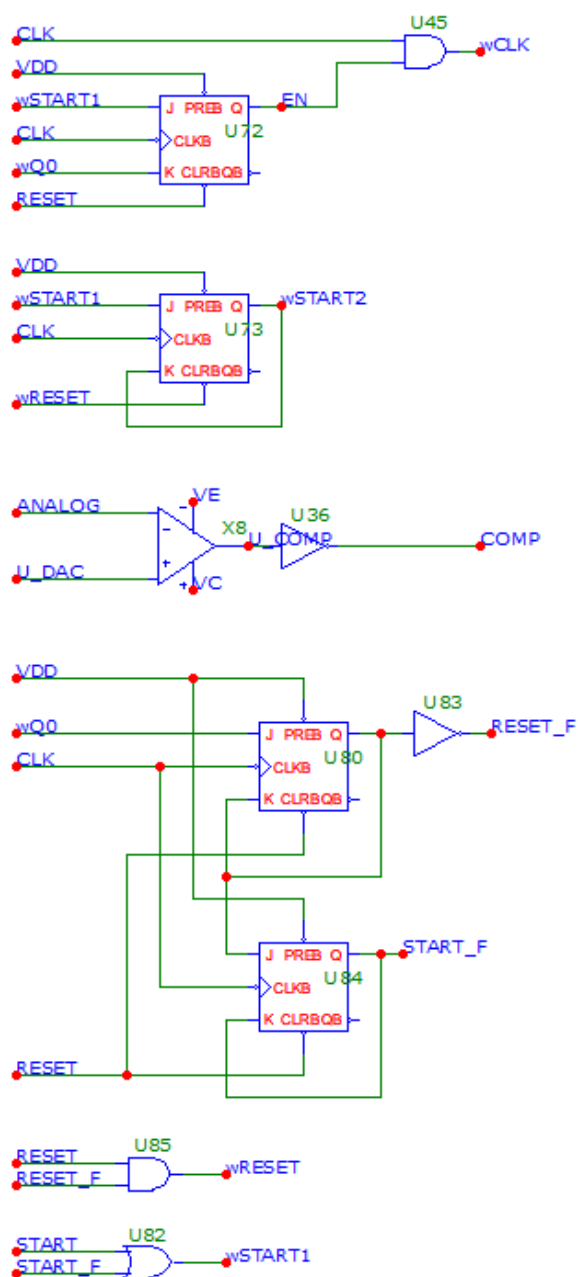 U45
CLK
wCLK
VDD
wSTART1
J PREB Q
EN
U72
CLK
CLKB
wQ0
K CLRBQB
RESET
VDD
wSTART1
J PREB Q
wSTART2
U73
CLK
CLKB
K CLRBQB
wRESET
VE
ANALOG
-
-
X8
U36
U_COMP
COMP
+
U_DAC
+
VC
VDD
U83
wQ0
J PREB Q
RESET_F
U80
CLK
CLKB
K CLRBQB
J PREB Q
START_F
U84
CLKB
K CLRBQB
RESET
U85
RESET
wRESET
RESET_F
U82
START
wSTART1
START_F